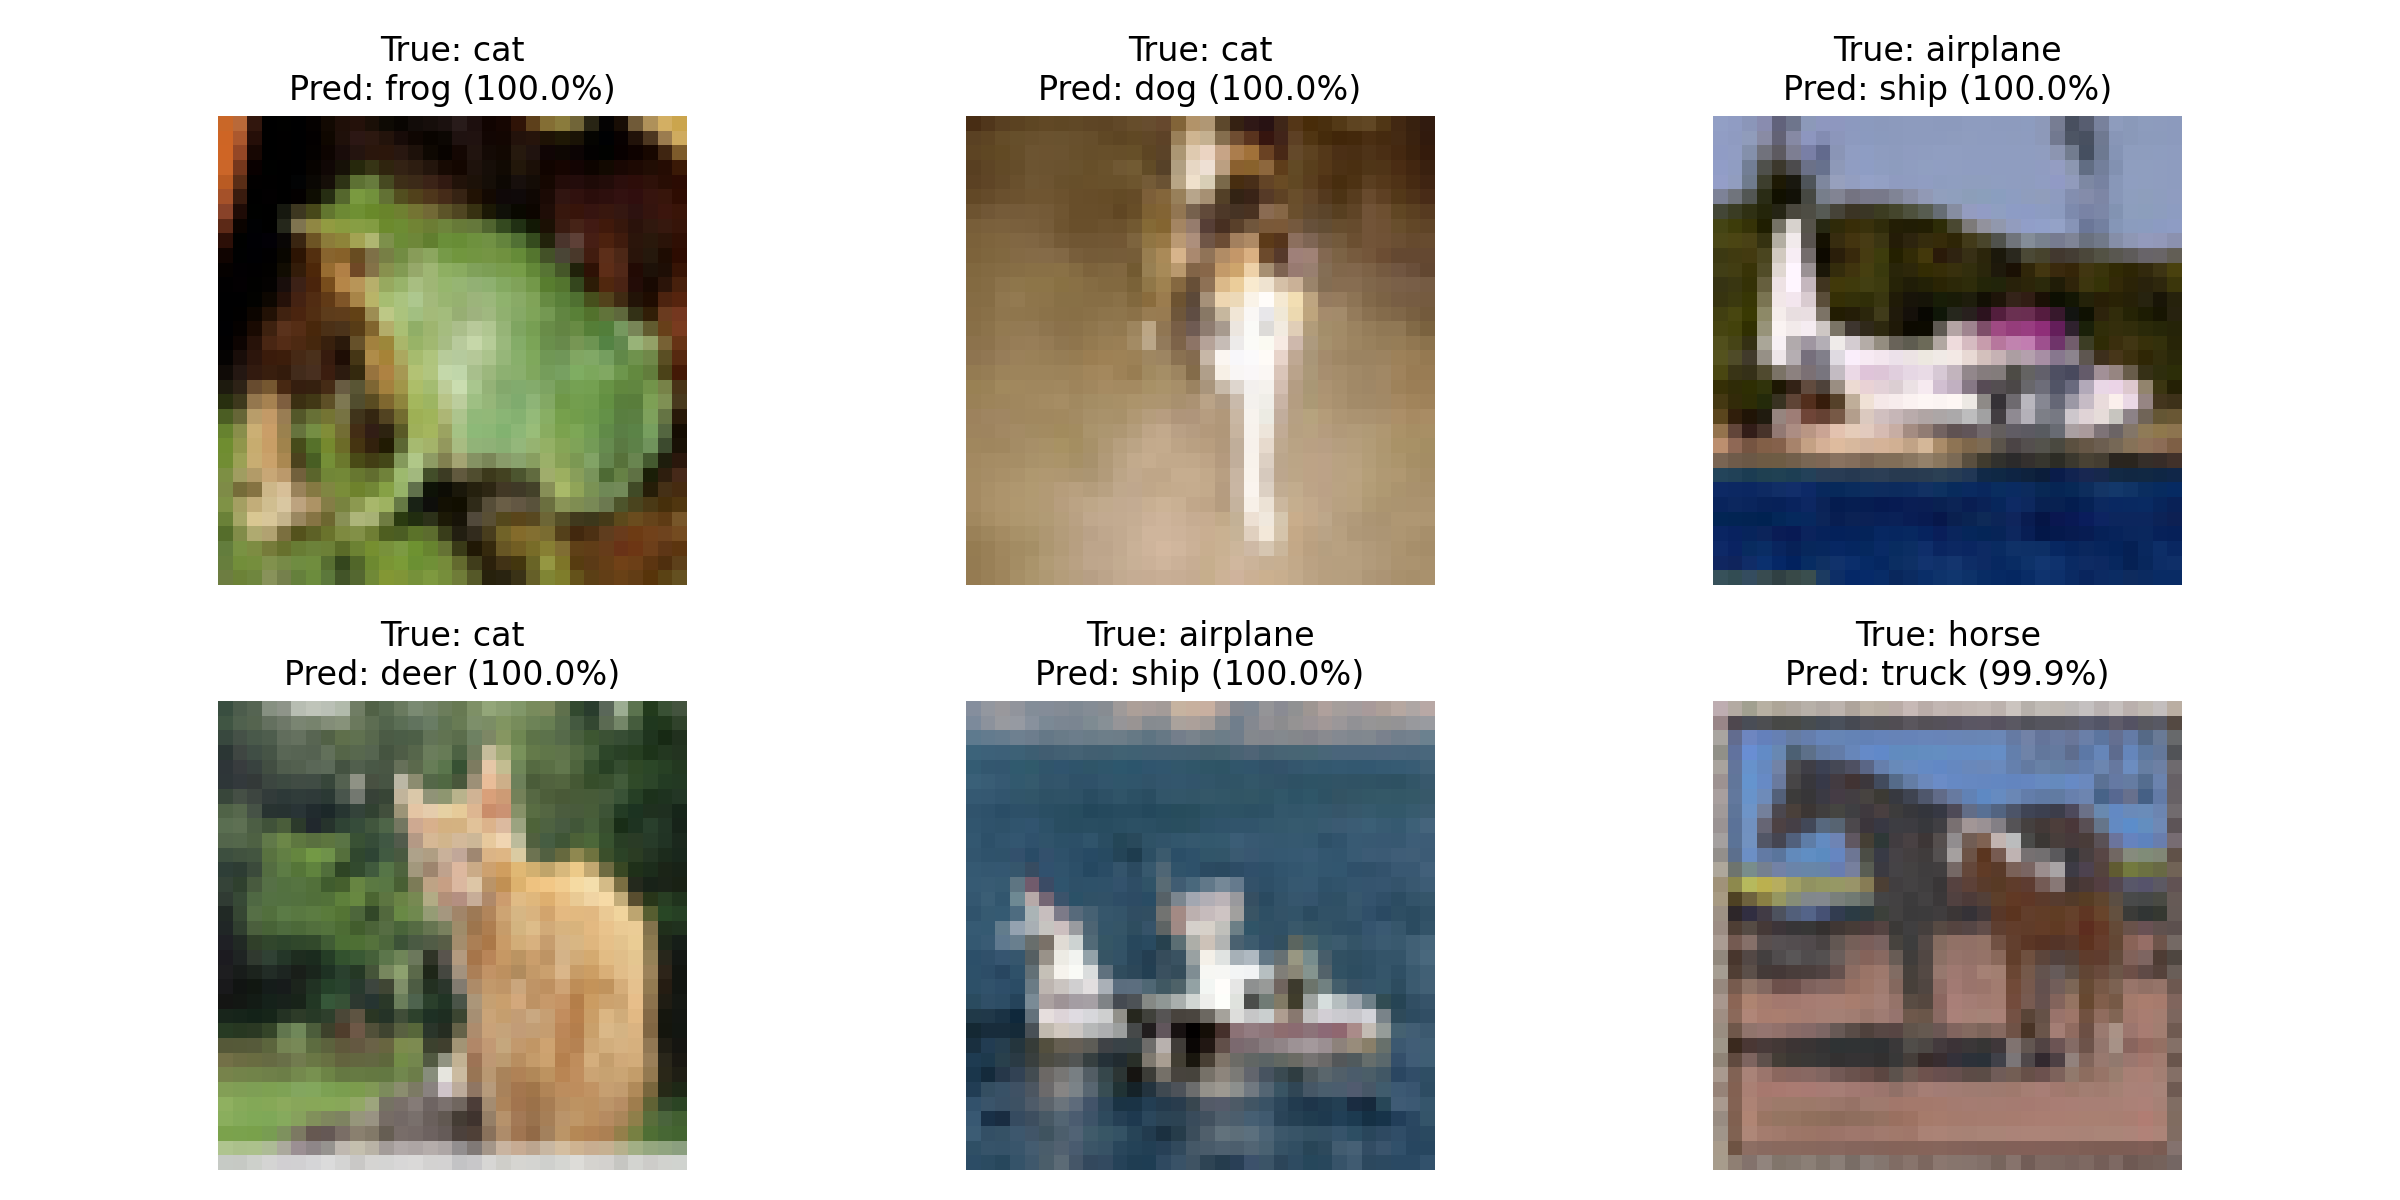 True: cat
Pred: frog (100.0%)
True: cat
Pred: dog (100.0%)
True: airplane
Pred: ship (100.0%)
True: cat
Pred: deer (100.0%)
True: airplane
Pred: ship (100.0%)
True: horse
Pred: truck (99.9%)